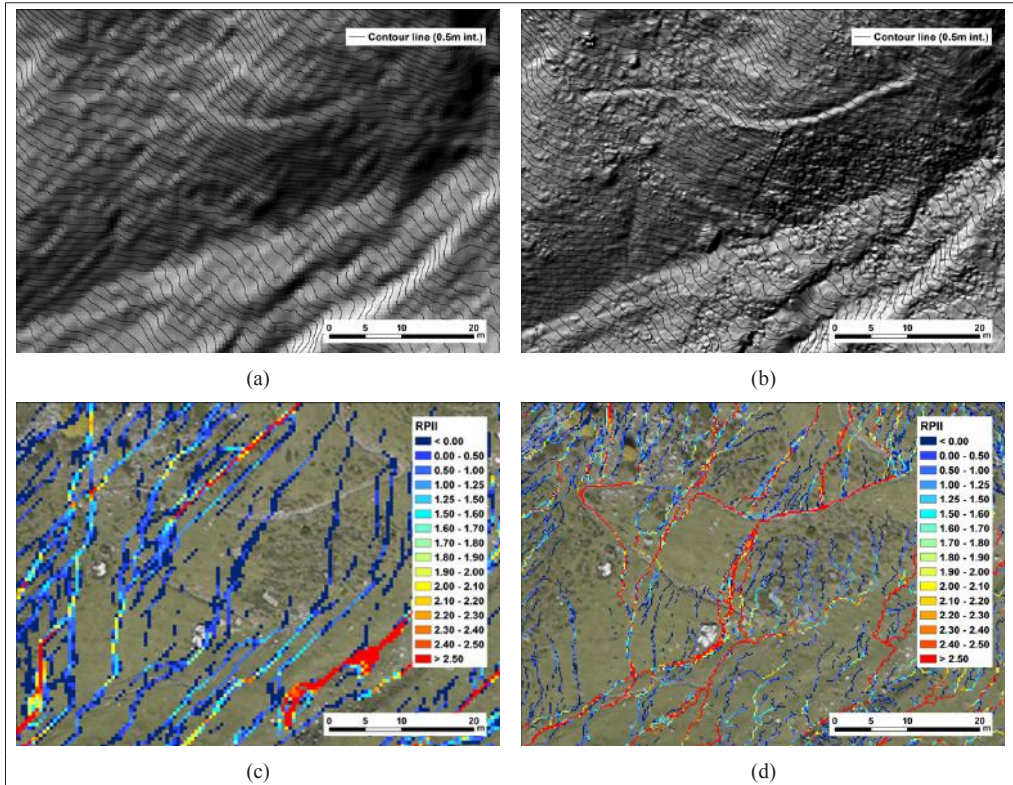 Contour line (0.5m int.)
0 5 10 20
m
(a)
Contour line (0.5m int.)
0 5 10 20
m
(b)
RPII
< 0.00
0.00 - 0.50
0.50 - 1.00
1.00 - 1.25
1.25 - 1.50
1.50 - 1.60
1.60 - 1.70
1.70 - 1.80
1.80 - 1.90
1.90 - 2.00
2.00 - 2.10
2.10 - 2.20
2.20 - 2.30
2.30 - 2.40
2.40 - 2.50
> 2.50
0 5 10 20
m
(c)
RPII
< 0.00
0.00 - 0.50
0.50 - 1.00
1.00 - 1.25
1.25 - 1.50
1.50 - 1.60
1.60 - 1.70
1.70 - 1.80
1.80 - 1.90
1.90 - 2.00
2.00 - 2.10
2.10 - 2.20
2.20 - 2.30
2.30 - 2.40
2.40 - 2.50
> 2.50
0 5 10 20
m
(d)